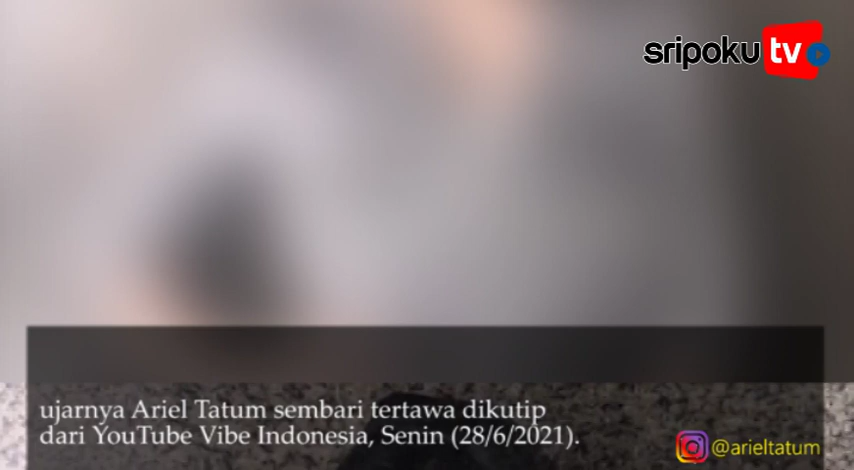 sripoku tv
ujarnya Ariel Tatum sembari tertawa dikutip
dari YouTube Vibe Indonesia, Senin (28/6/2021).
@arieltatum